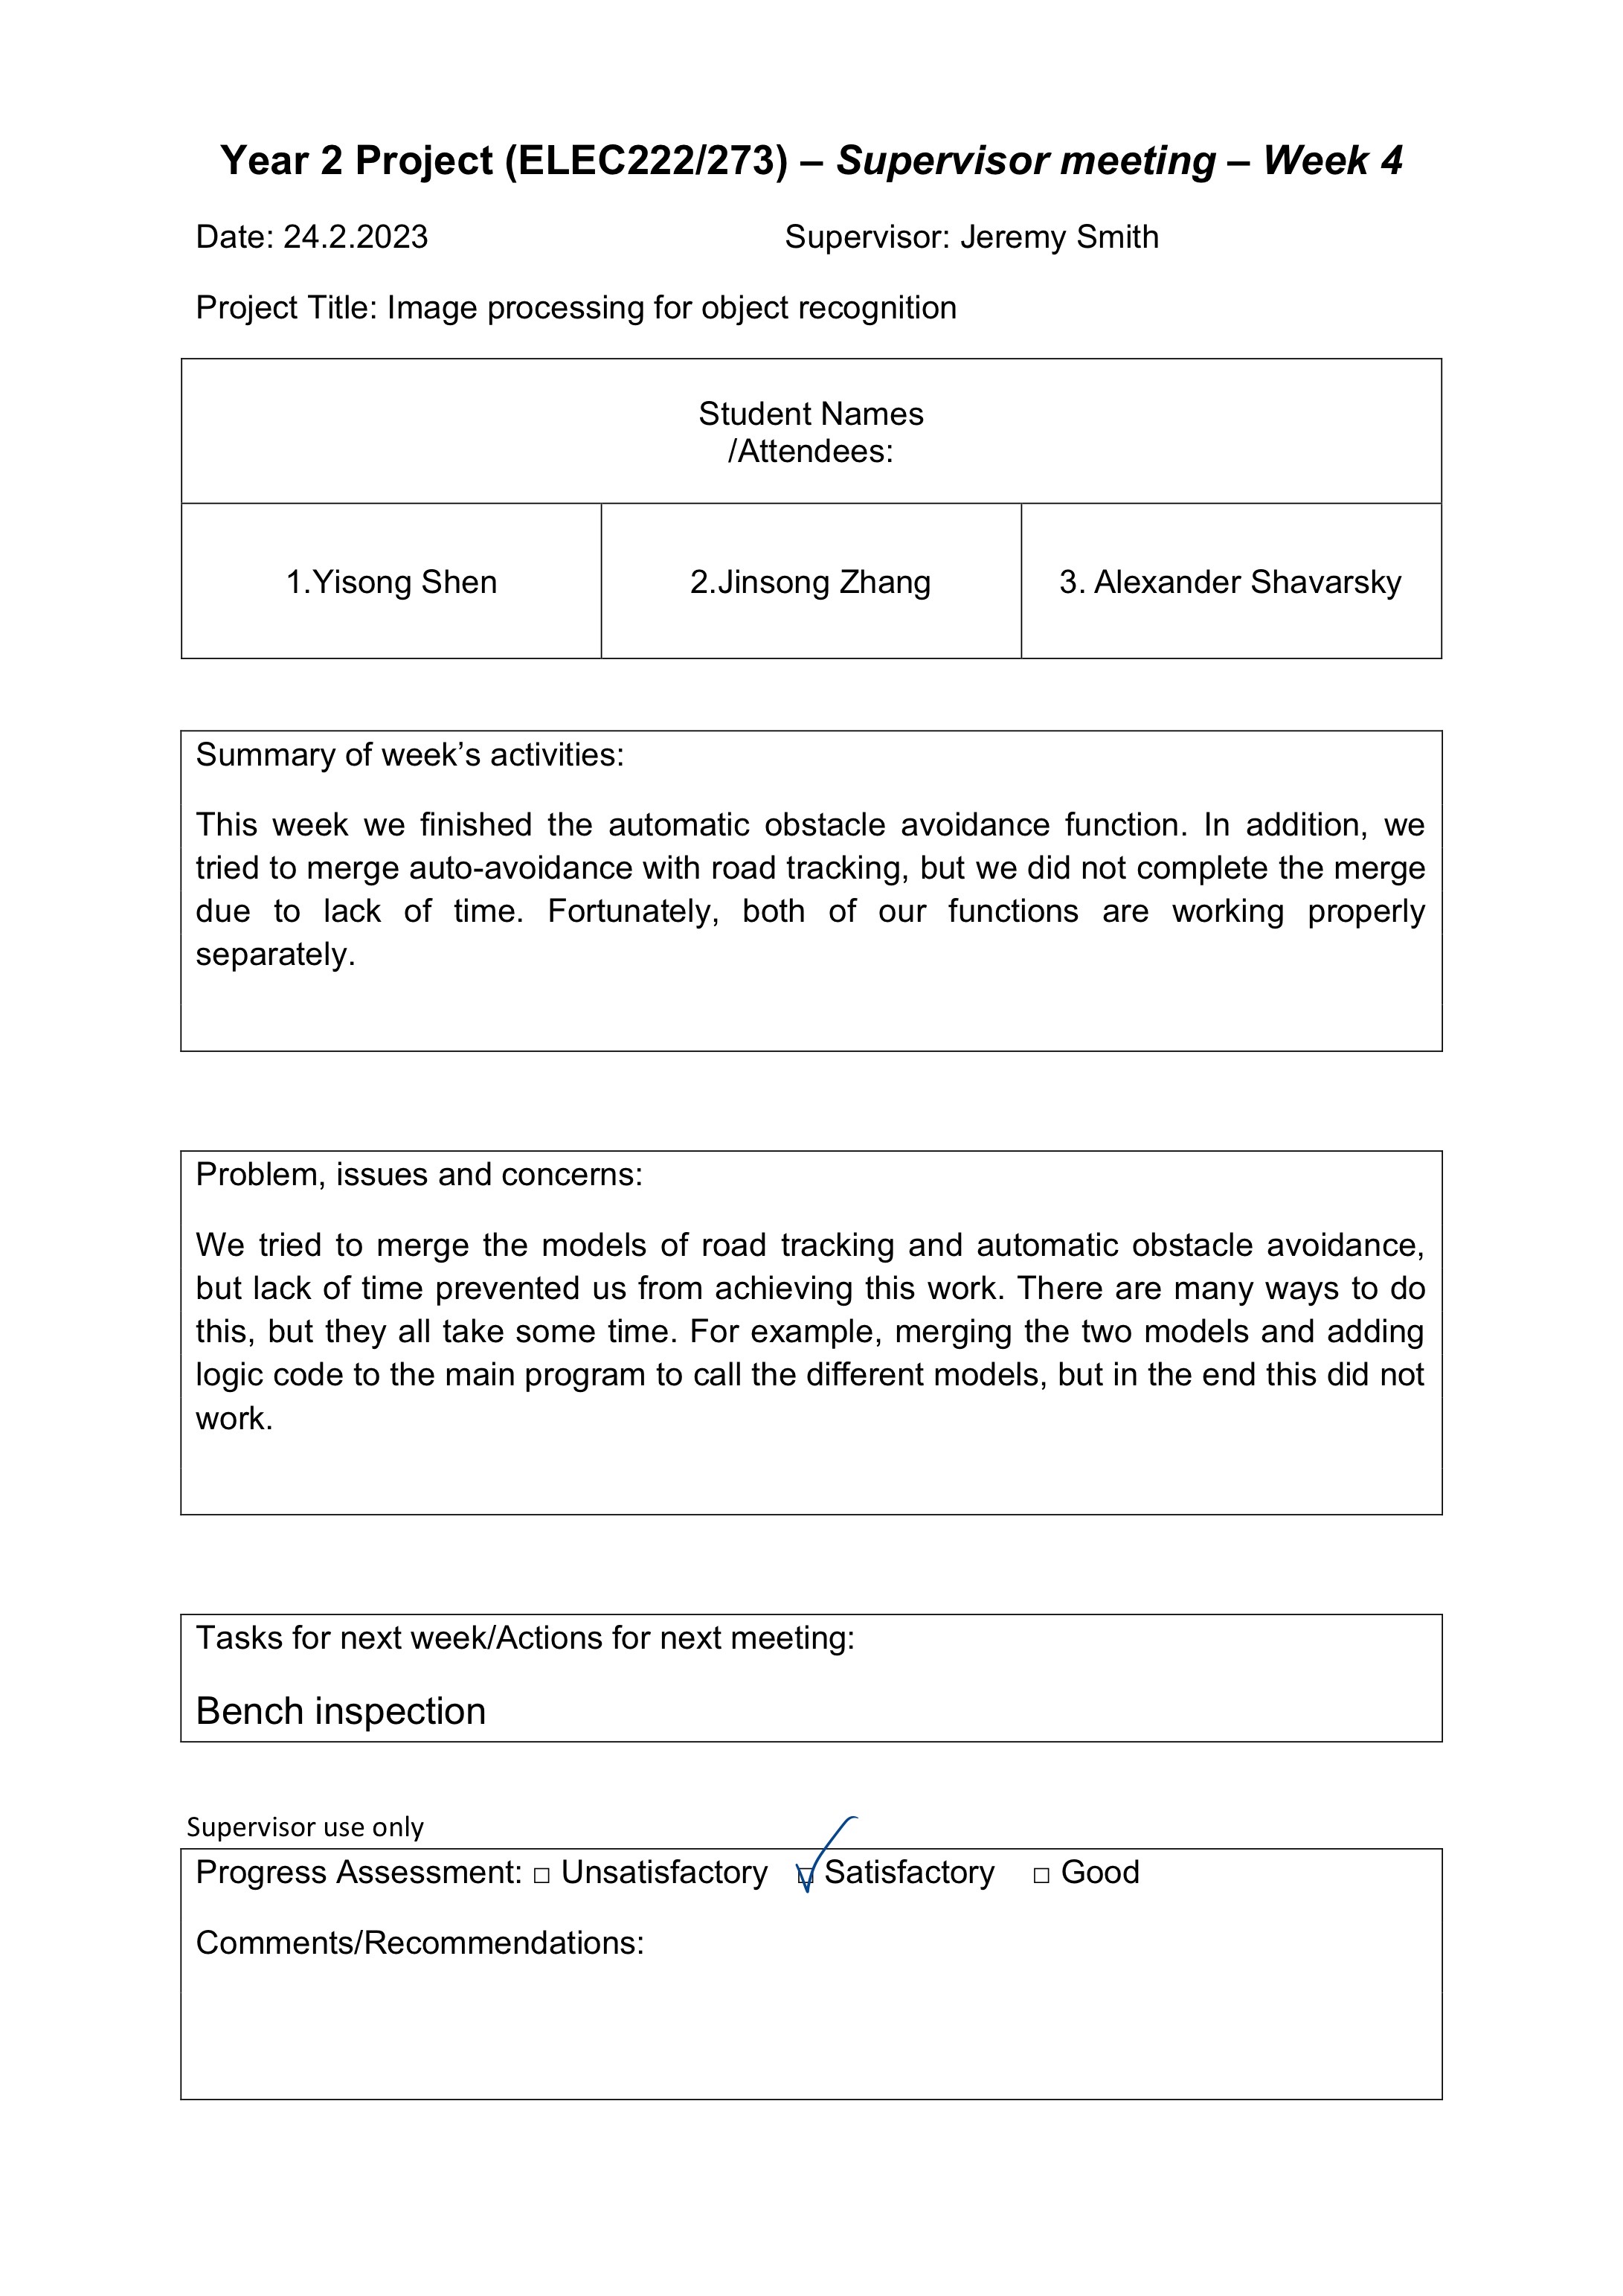 Year 2 Project (ELEC222/273) – Supervisor meeting – Week 4
Date: 24.2.2023 Supervisor: Jeremy Smith
Project Title: Image processing for object recognition
Student Names
/Attendees:
1.Yisong Shen 2.Jinsong Zhang 3. Alexander Shavarsky
Summary of week’s activities:
This week we finished the automatic obstacle avoidance function. In addition, we
tried to merge auto-avoidance with road tracking, but we did not complete the merge
due to lack of time. Fortunately, both of our functions are working properly
separately.
Problem, issues and concerns:
We tried to merge the models of road tracking and automatic obstacle avoidance,
but lack of time prevented us from achieving this work. There are many ways to do
this, but they all take some time. For example, merging the two models and adding
logic code to the main program to call the different models, but in the end this did not
work.
Tasks for next week/Actions for next meeting:
Bench inspection
Supervisor use only
Progress Assessment: □ Unsatisfactory □ Satisfactory □ Good
Comments/Recommendations: